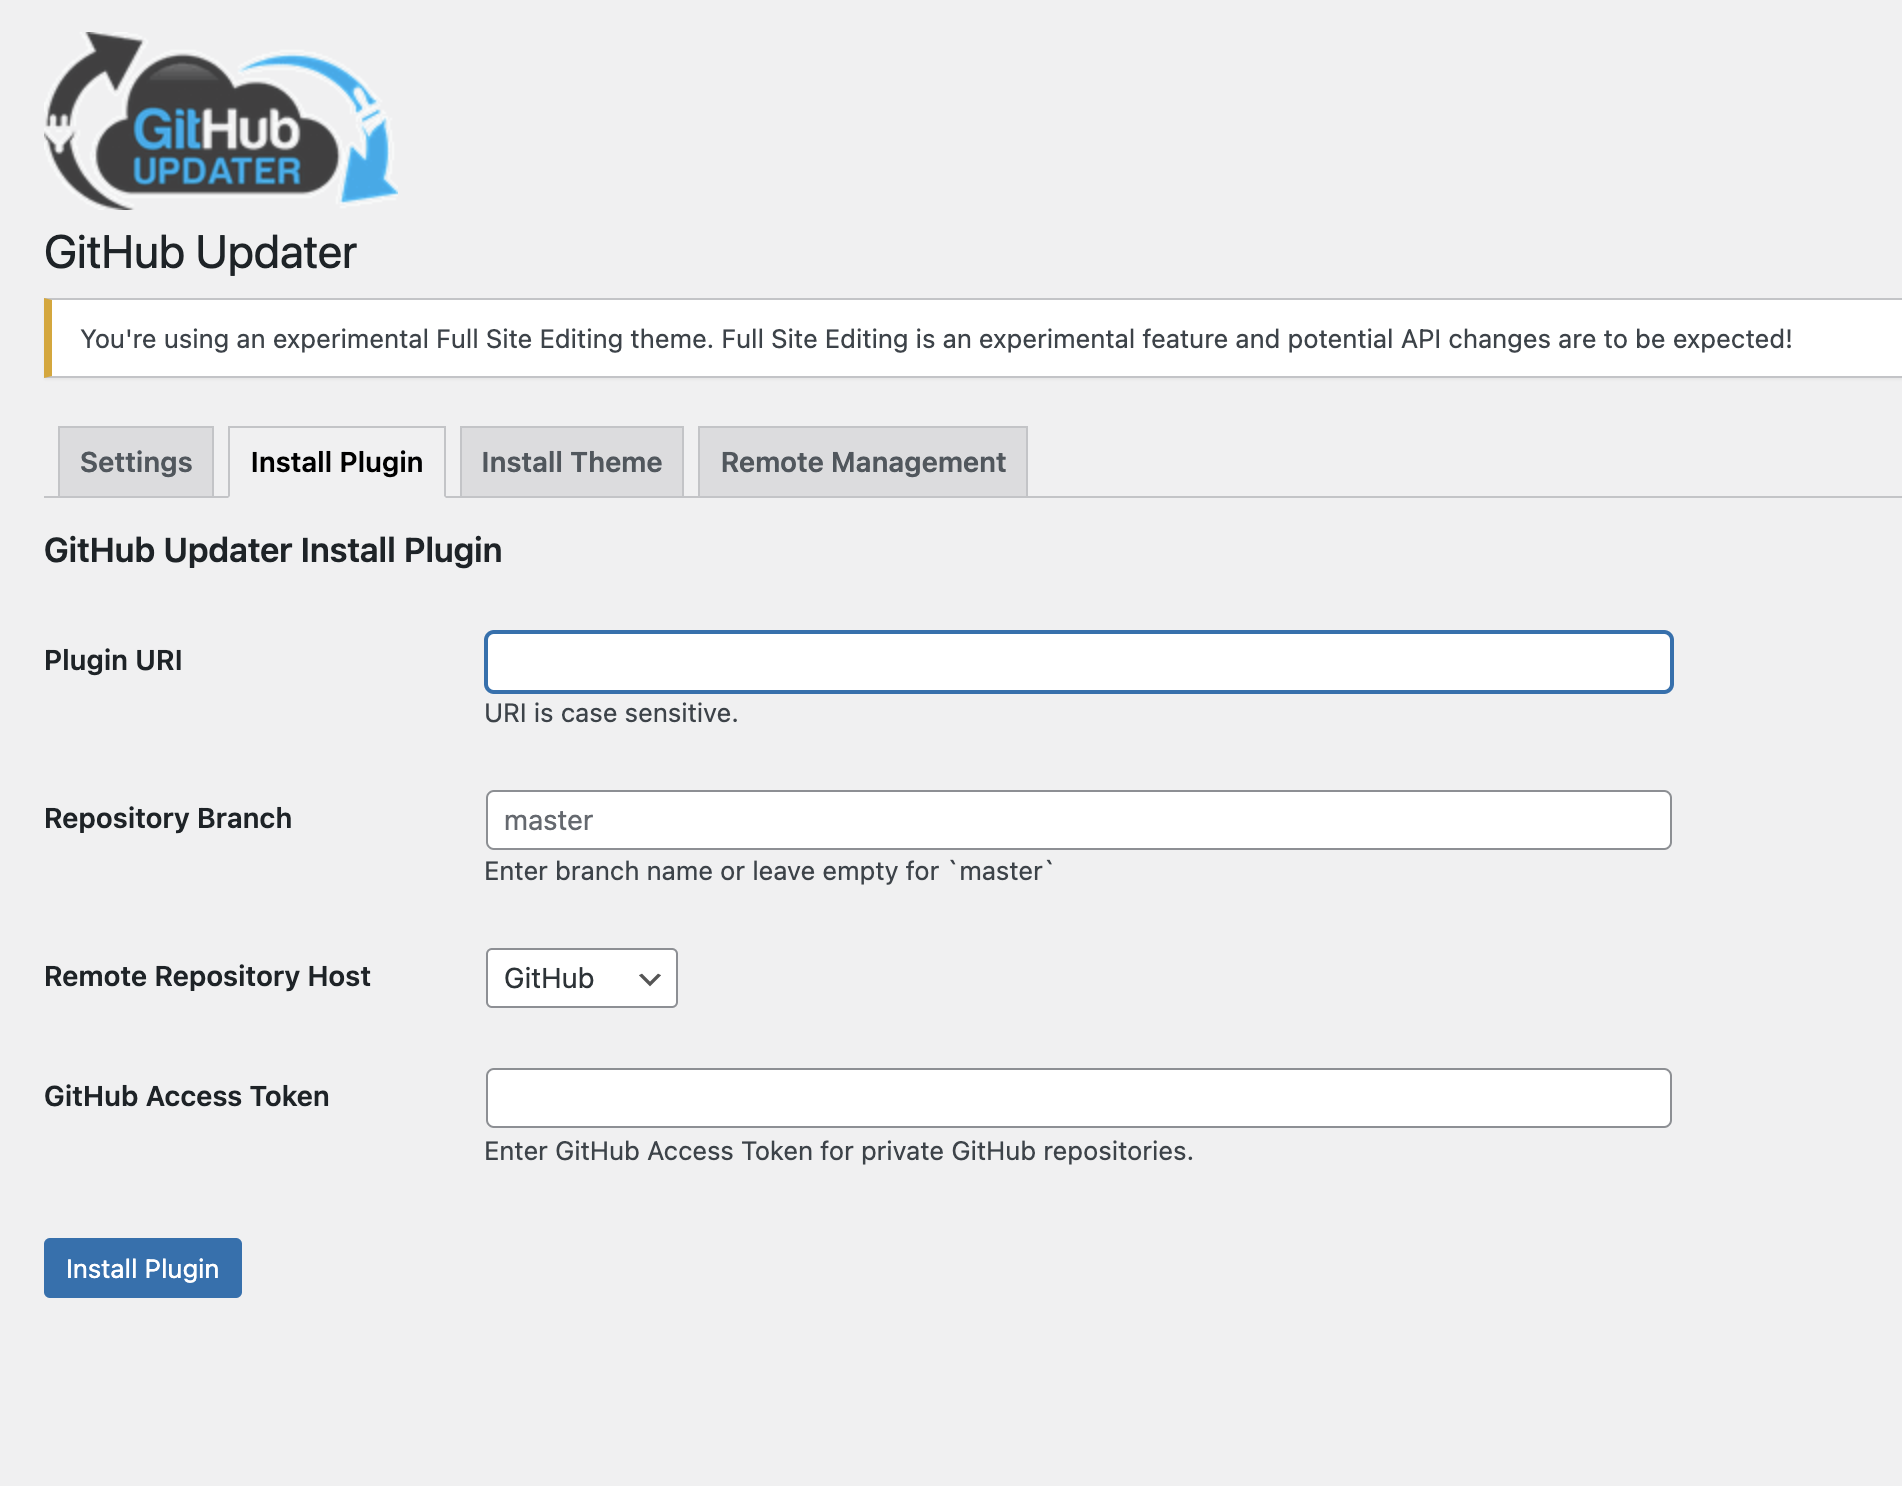 GitHub
UPDATER
GitHub Updater
You're using an experimental Full Site Editing theme. Full Site Editing is an experimental feature and potential API changes are to be expected!
Settings
Install Plugin
Install Theme
Remote Management
GitHub Updater Install Plugin
Plugin URI
URI is case sensitive.
Repository Branch
master
Enter branch name or leave empty for `master`
Remote Repository Host
GitHub
GitHub Access Token
Enter GitHub Access Token for private GitHub repositories.
Install Plugin